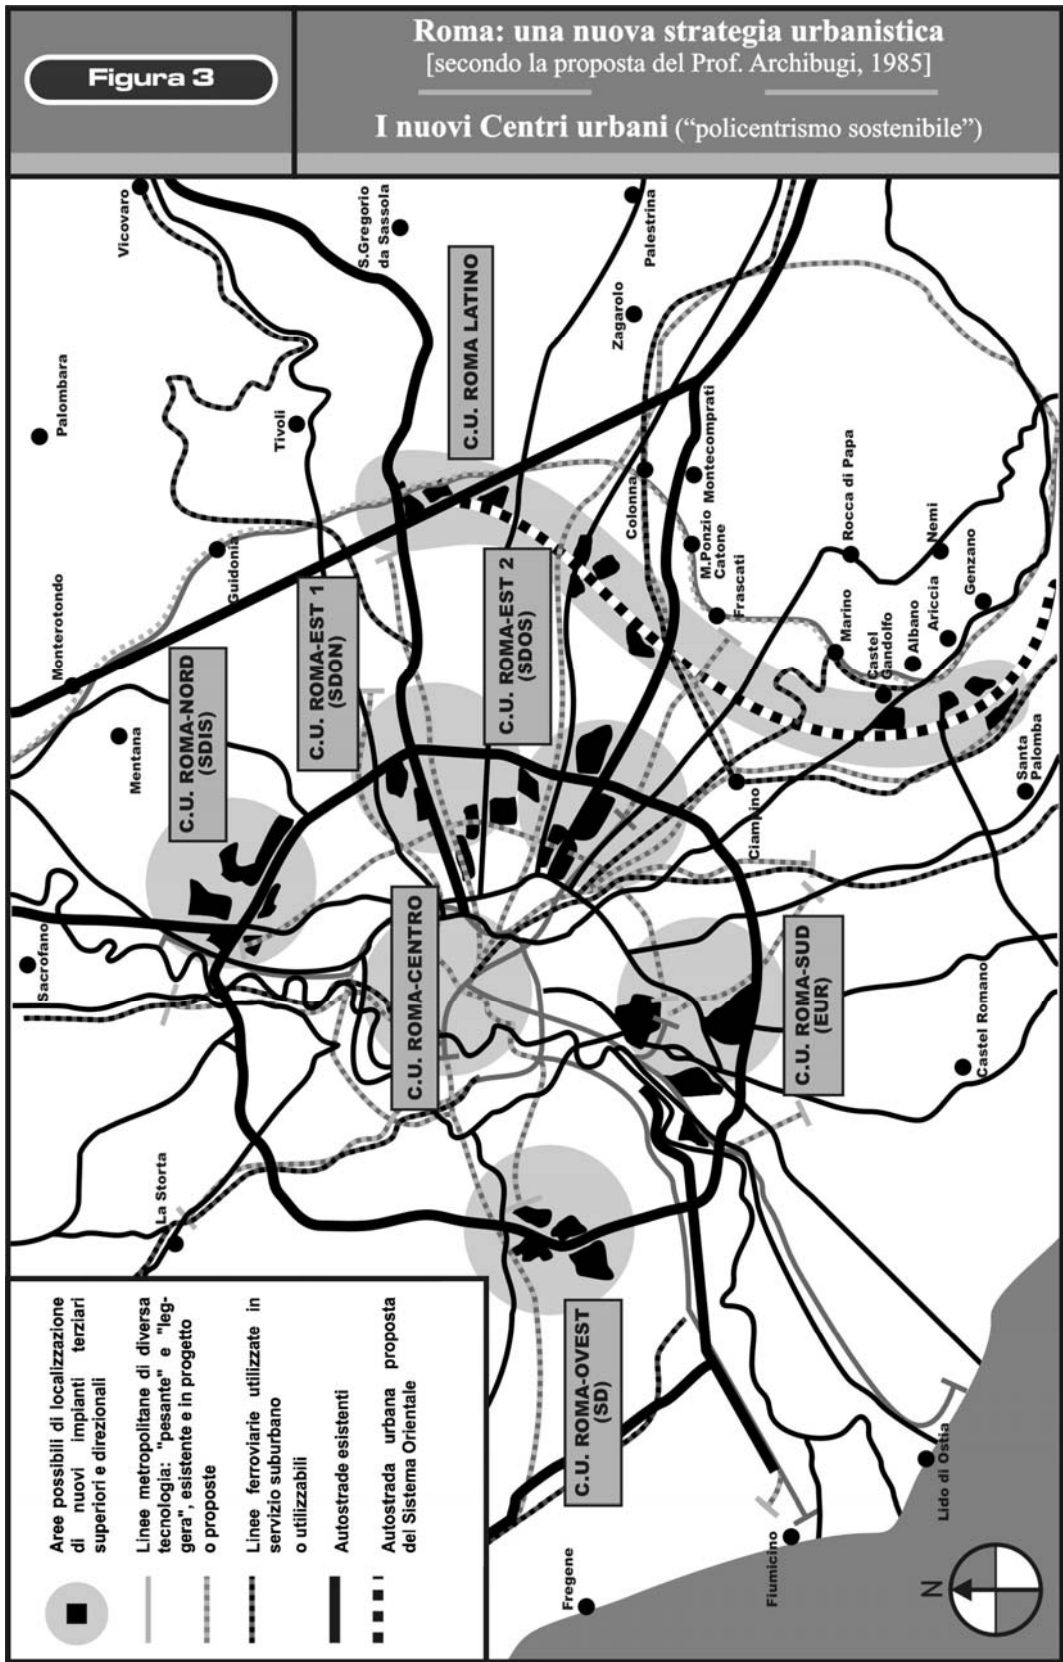 Figura 3
Roma: una nuova strategia urbanistica
[secondo la proposta del Prof. Archibugi, 1985]
I nuovi Centri urbani (“policentrismo sostenibile”)
Vicovaro
S.Gregorio
da Sassola
Palestrina
Palombara
Tivoli
C.U. ROMA LATINO
Zagarolo
Monterotondo
Guidonia
Colonna
Montecomprati
M.Ponzio
Catone
Rocca di Papa
Nemi
Genzano
Mentana
C.U. ROMA-NORD
(SDIS)
C.U. ROMA-EST 1
(SDON)
C.U. ROMA-EST 2
(SDOS)
Frascati
Marino
Castel
Gandolfo
Albano
Ariccia
Santa
Palomba
Ciampino
Sacrofano
C.U. ROMA-CENTRO
C.U. ROMA-SUD
(EUR)
Castel Romano
La Storta
C.U. ROMA-OVEST
(SD)
Fregene
Fiumicino
Lido di Ostia
N
Aree possibili di localizzazione
di nuovi impianti terziari
superiori e direzionali
Linee metropolitane di diversa
tecnologia: "pesante" e "leg-
gera", esistente e in progetto
o proposte
Linee ferroviarie utilizzate in
servizio suburbano
o utilizzabili
Autostrade esistenti
Autostrada urbana proposta
del Sistema Orientale